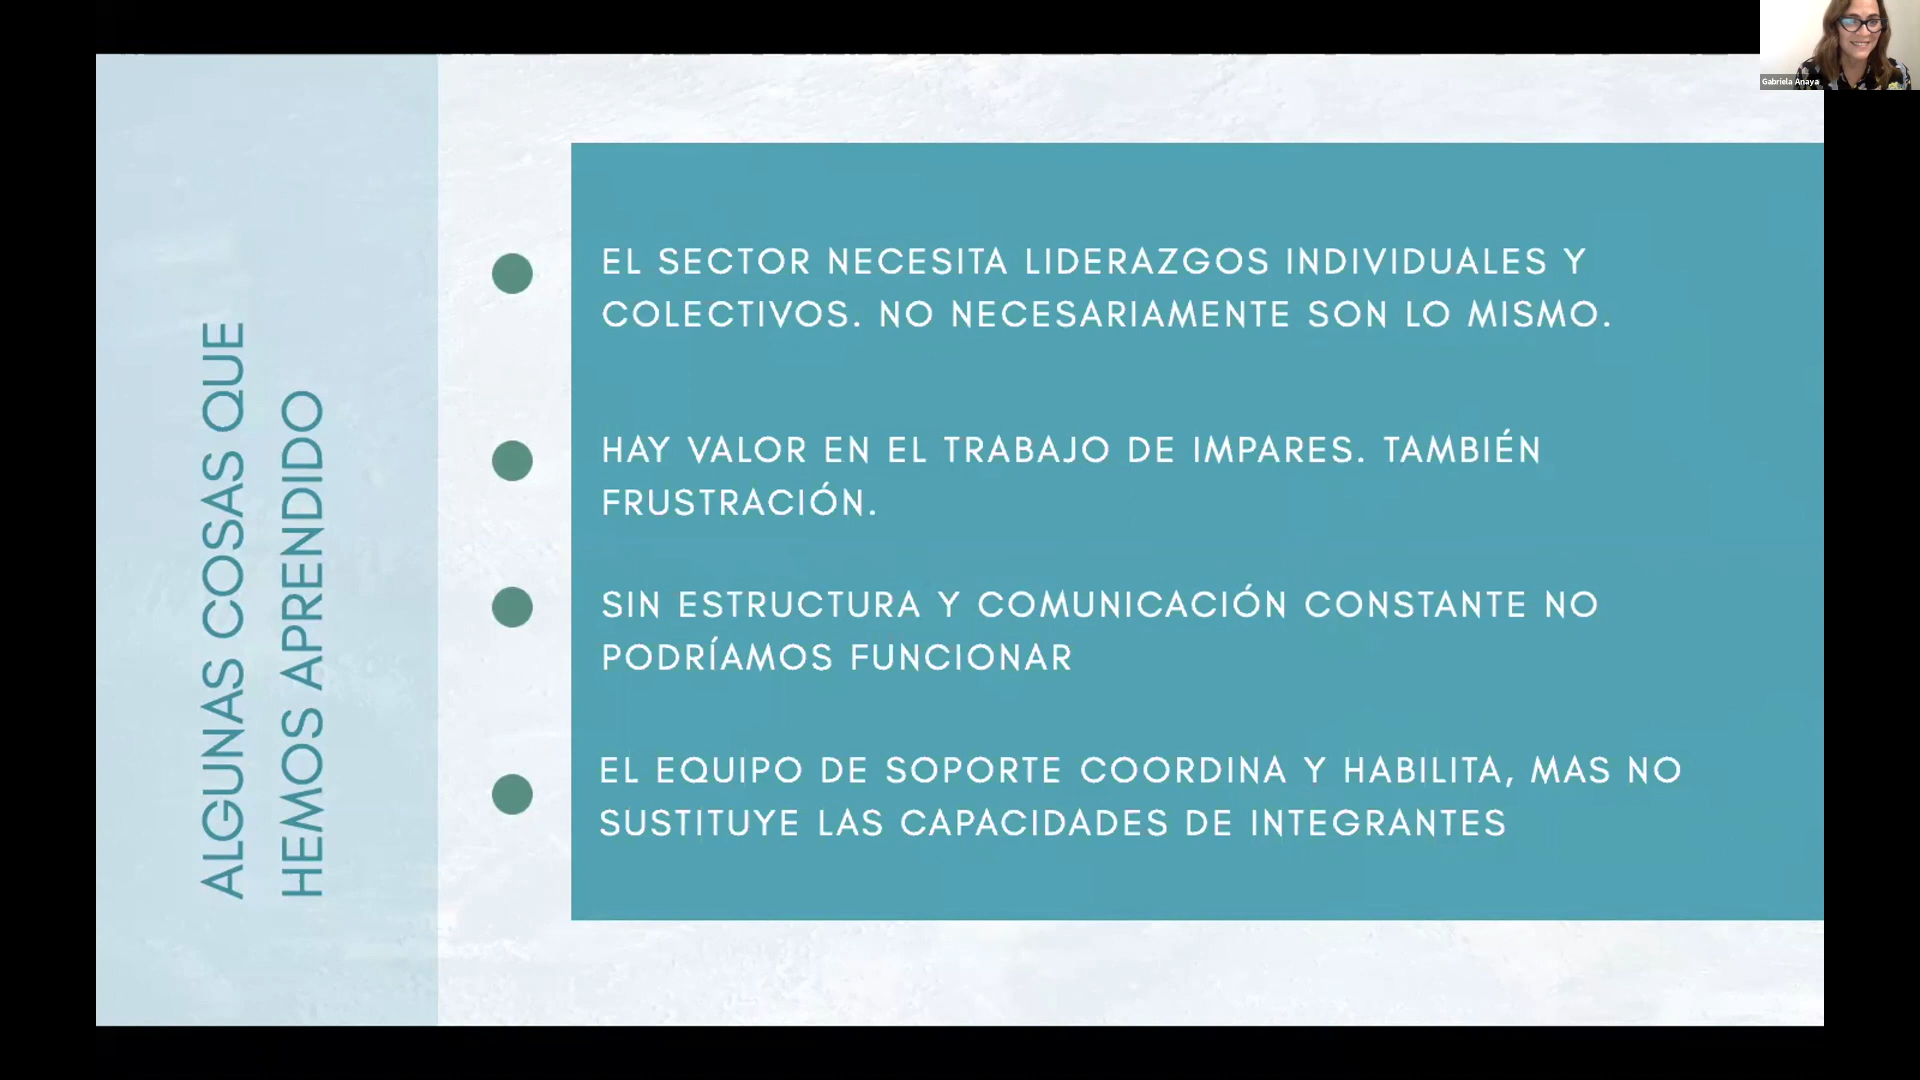 ALGUNAS COSAS QUE
HEMOS APRENDIDO
EL SECTOR NECESITA LIDERAZGOS INDIVIDUALES Y
COLECTIVOS. NO NECESARIAMENTE SON LO MISMO.
HAY VALOR EN EL TRABAJO DE IMPARES. TAMBIÉN
FRUSTRACIÓN.
SIN ESTRUCTURA Y COMUNICACIÓN CONSTANTE NO
PODRÍAMOS FUNCIONAR
EL EQUIPO DE SOPORTE COORDINA Y HABILITA, MAS NO
SUSTITUYE LAS CAPACIDADES DE INTEGRANTES
Gabriela Anaya